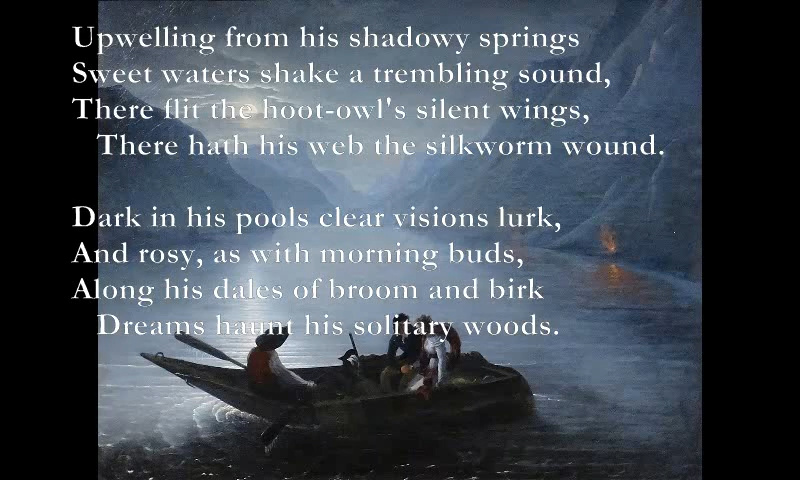 Upwelling from his shadowy springs
Sweet waters shake a trembling sound,
There flit the hoot-owl's silent wings,
There hath his web the silkworm wound.
Dark in his pools clear visions lurk,
And rosy, as with morning buds,
Along his dales of broom and birk
Dreams haunt his solitary woods.